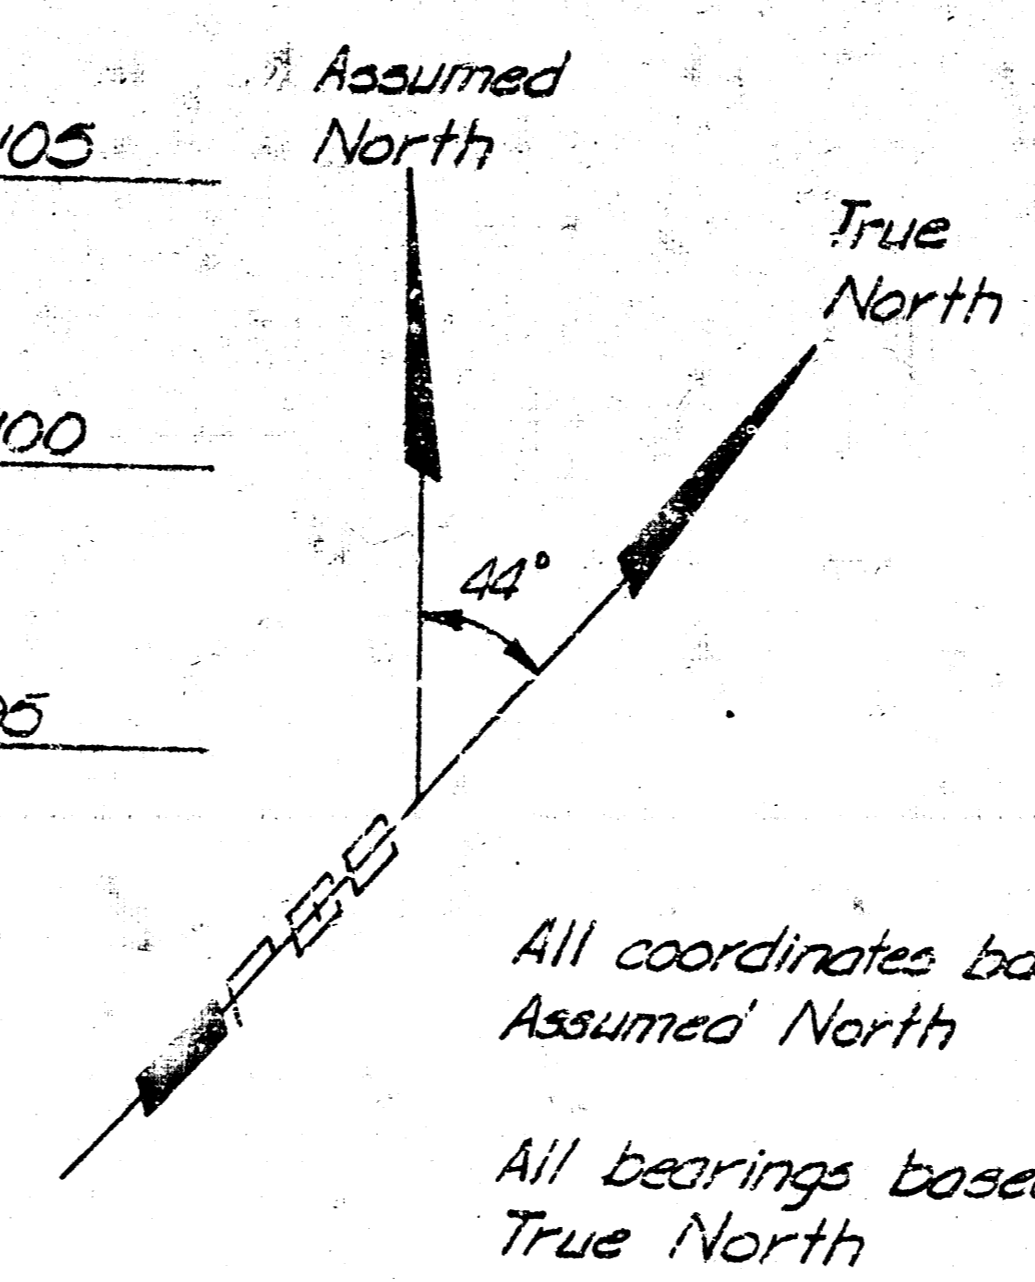 Assumed
North
105
True
North
100
44°
All coordinates
Assumed North
All bearings
True North